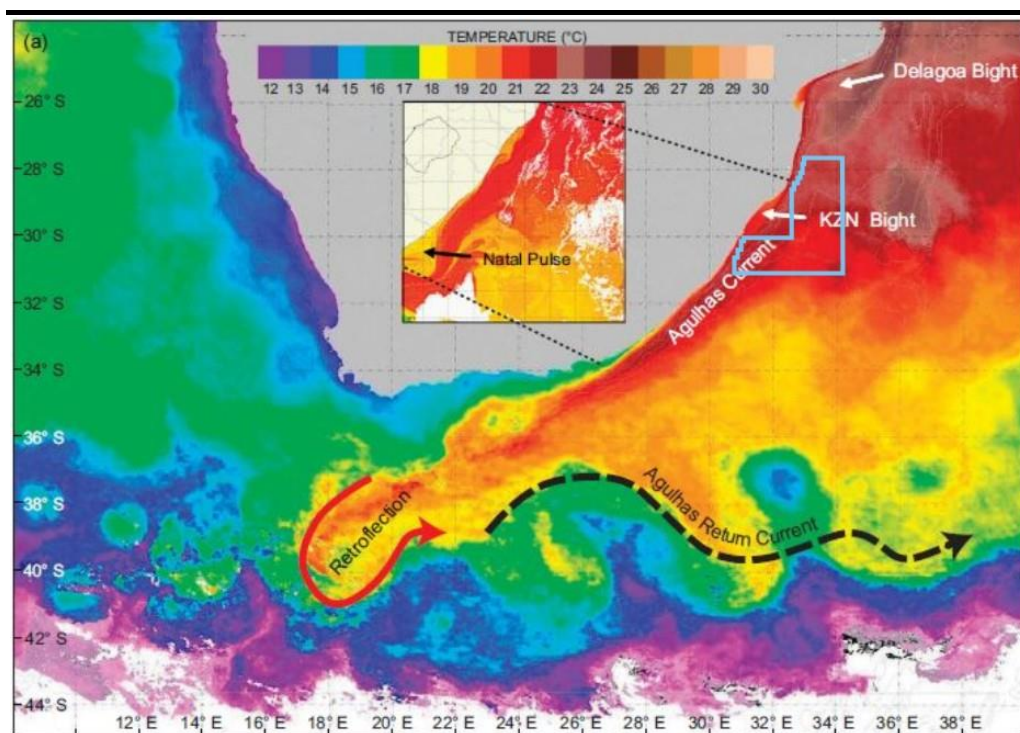 (a)
TEMPERATURE (°C)
12 13 14 15 16 17 18 19 20 21 22 23 24 25 26 27 28 29 30
Delagoa Bight
26° S
28° S
KZN Bight
30° S
Natal Pulse
Agulhas Current
32° S
34° S
36° S
38° S
Retroflection
Agulhas Return Current
40° S
42° S
44° S
12° E 14° E 16° E 18° E 20° E 22° E 24° E 26° E 28° E 30° E 32° E 34° E 36° E 38° E